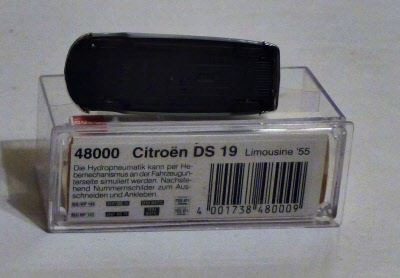 48000 Citroën DS 19 Limousine '55
Die Hydropneumatik kann per He-
belmechanismus an der Fahrzeugun-
terseite simuliert werden. Nachste-
hend Nummernschilder zum Aus-
schneiden und Ankleben.
4 001738 480009